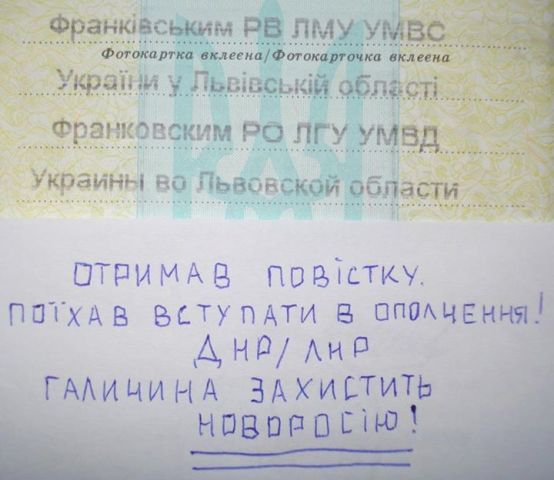 Франківським РВ ЛМУ УМВС
Фотокартка вклеена/Фотокарточка вклеена
України у Львівській області
Франковским РО ЛГУ УМВД
Украины во Львовской области
ОТРИМАВ ПОВІСТКУ.
ПОЇХАВ ВСТУПАТИ В ОПОЛЧЕННЯ!
ДНР/ЛНР
ГАЛИЧИНА ЗАХИСТИТЬ
НОВОРОСІЮ!